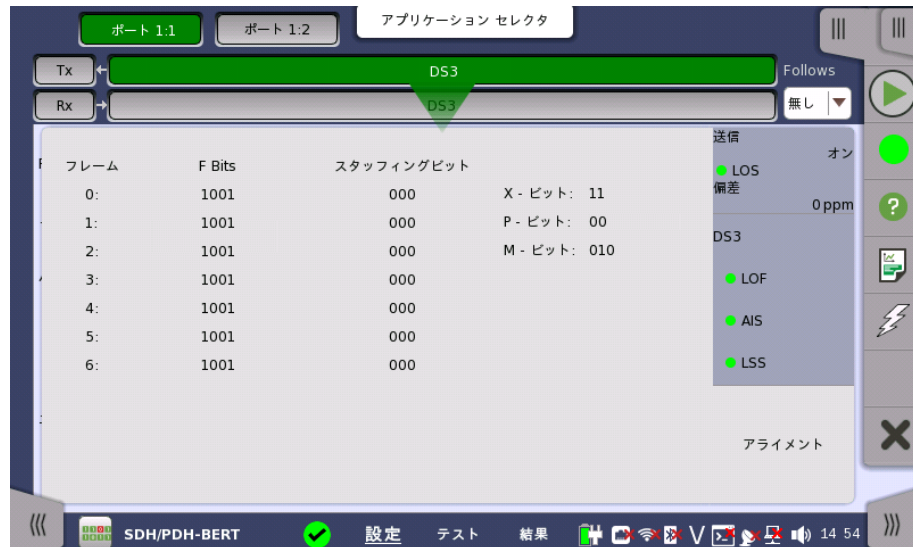 ポート 1:1
ポート 1:2
アプリケーション セレクタ
Tx
DS3
Follows
Rx
DS3
無し
フレーム F Bits スタッフィングビット
0: 1001 000 X - ビット: 11
1: 1001 000 P - ビット: 00
2: 1001 000 M - ビット: 010
3: 1001 000
4: 1001 000
5: 1001 000
6: 1001 000
送信
オン
LOS
偏差
0 ppm
DS3
LOF
AIS
LSS
アライメント
SDH/PDH-BERT
設定
テスト
結果
14 54